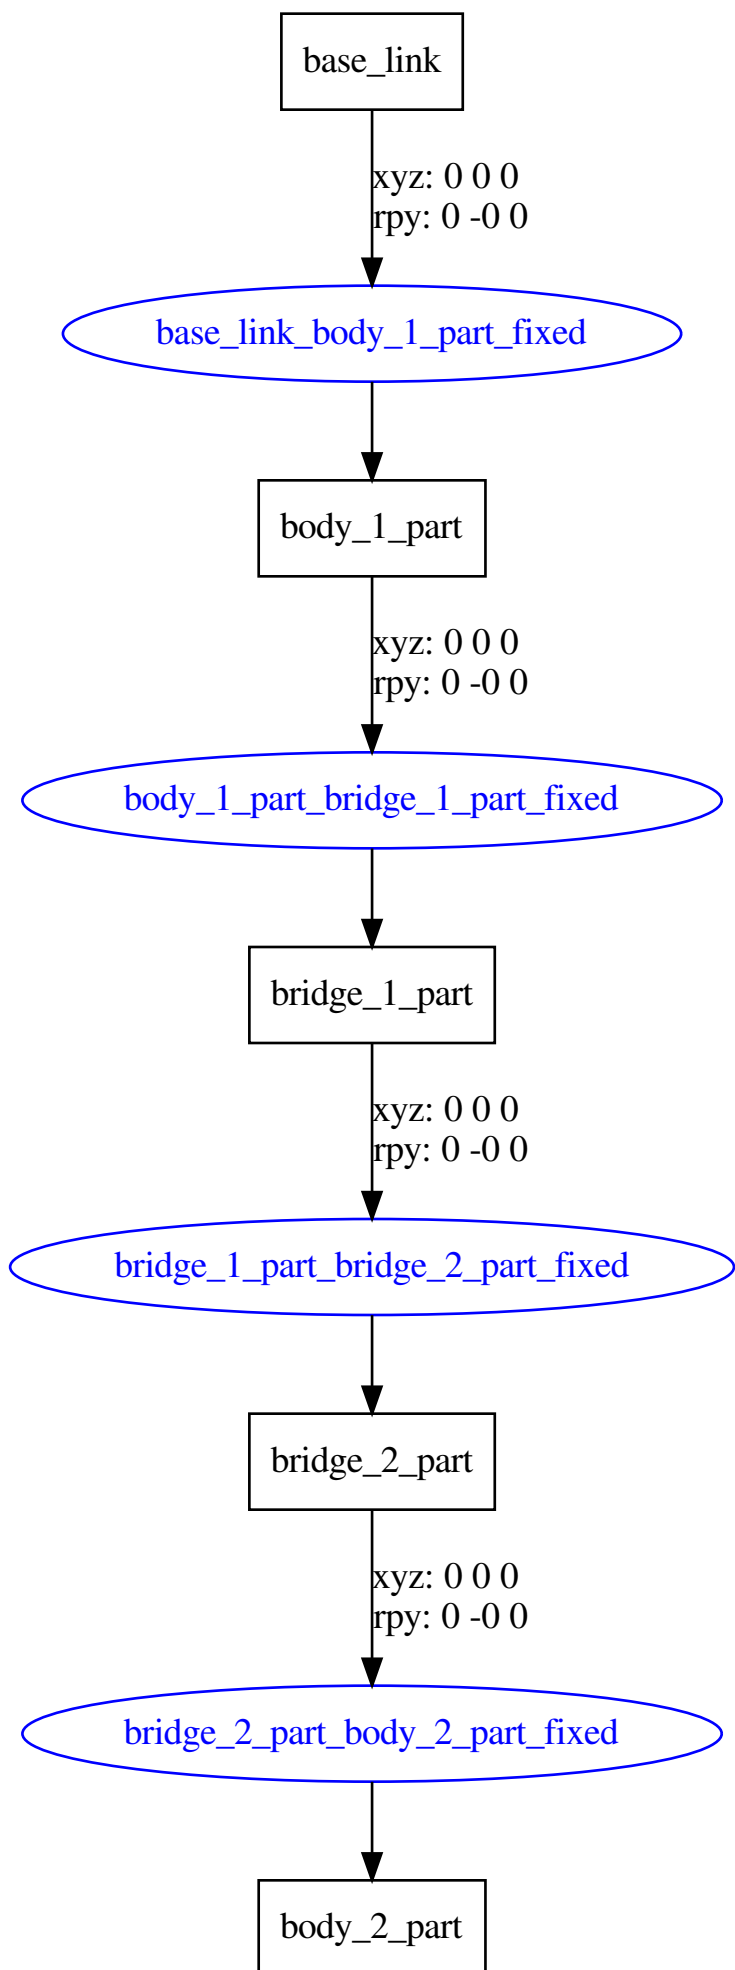 base_link
xyz: 0 0 0
rpy: 0 -0 0
base_link_body_1_part_fixed
body_1_part
xyz: 0 0 0
rpy: 0 -0 0
body_1_part_bridge_1_part_fixed
bridge_1_part
xyz: 0 0 0
rpy: 0 -0 0
bridge_1_part_bridge_2_part_fixed
bridge_2_part
xyz: 0 0 0
rpy: 0 -0 0
bridge_2_part_body_2_part_fixed
body_2_part